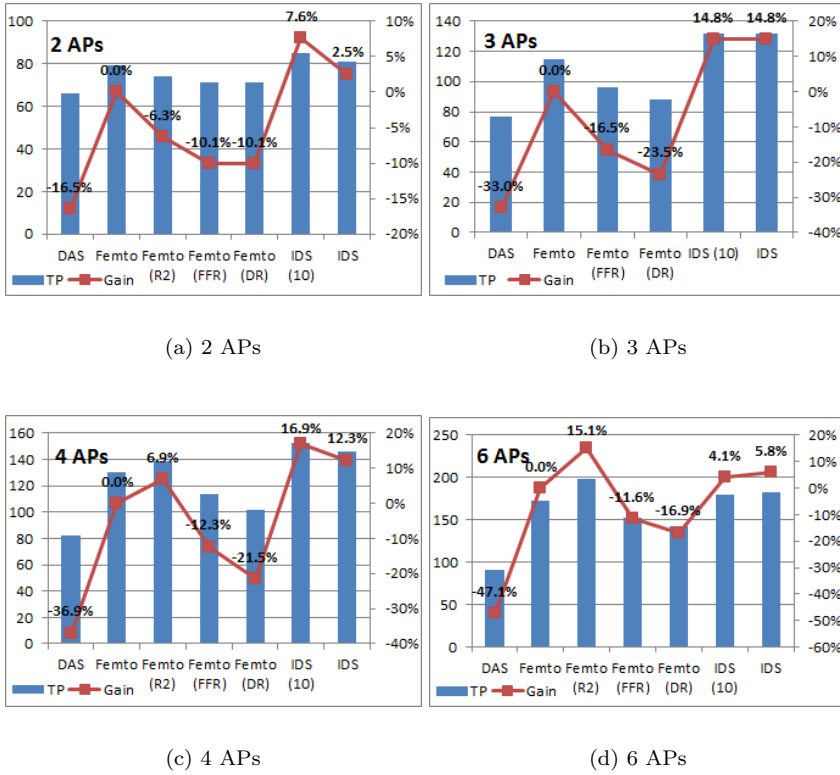 100 10%
2 APs 7.6%
0.0% 5%
80 2.5%
0%
60 -6.3%
-5%
-10.1% -10.1%
40 -10%
-16.5%
20 -15%
0 -20%
DAS Femto Femto Femto Femto IDS IDS
(R2) (FFR) (DR) (10)
TP Gain
(a) 2 APs
140 14.8% 14.8% 20%
3 APs
120 0.0% 10%
100 0%
80 -16.5% -10%
-23.5%
60 -20%
40 -33.0% -30%
20
0 -40%
DAS Femto Femto Femto IDS (10) IDS
(FFR) (DR)
TP Gain
(b) 3 APs
160 16.9% 20%
4 APs 6.9% 12.3%
140 0.0% 10%
120
100 0%
-12.3%
80 -10%
-21.5%
60 -20%
40 -36.9%
20 -30%
0 -40%
DAS Femto Femto Femto Femto IDS IDS
(R2) (FFR) (DR) (10)
TP Gain
(c) 4 APs
15.1% 20%
250
6 APs 0.0% 4.1% 5.8% 10%
200 0%
-11.6%
150 -16.9% -10%
-20%
100 -30%
-47.1%
50 -40%
-50%
0 -60%
DAS Femto Femto Femto Femto IDS IDS
(R2) (FFR) (DR) (10)
TP Gain
(d) 6 APs